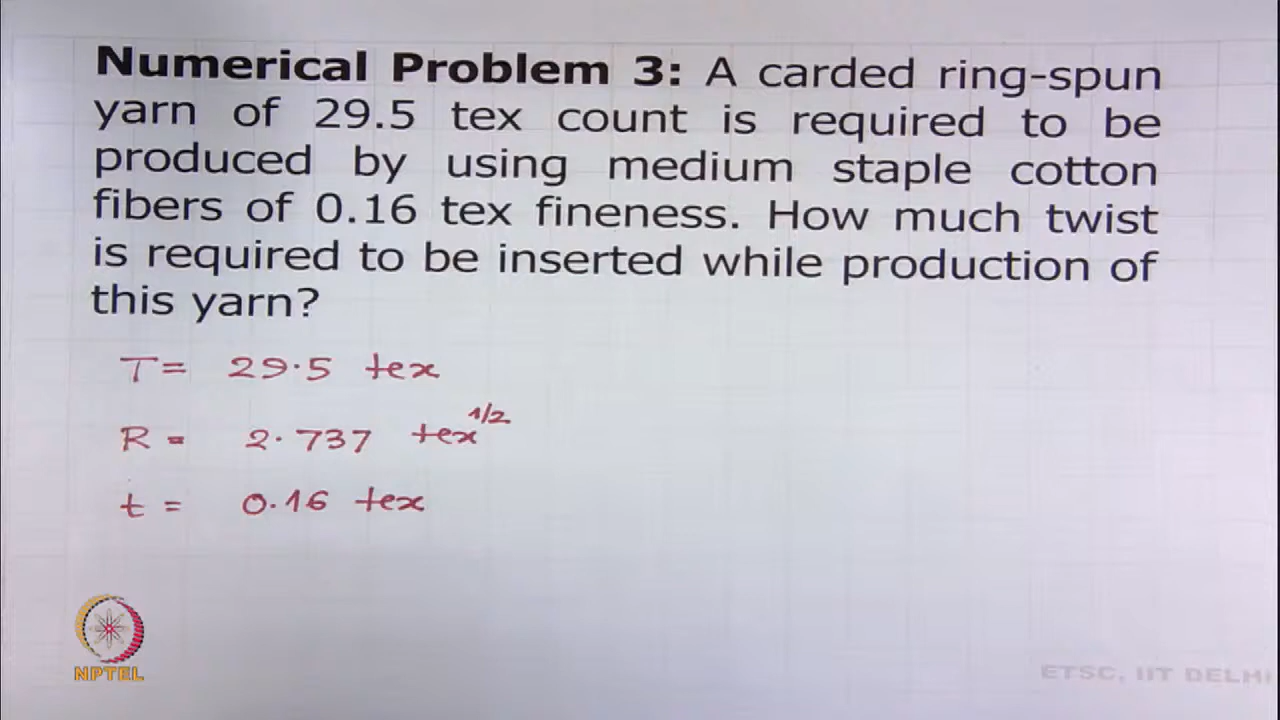 Numerical Problem 3: A carded ring-spun
yarn of 29.5 tex count is required to be
produced by using medium staple cotton
fibers of 0.16 tex fineness. How much twist
is required to be inserted while production of
this yarn?
T = 29.5 tex
R = 2.737 tex^1/2
t = 0.16 tex
NPTEL
ETSC, IIT DELHI